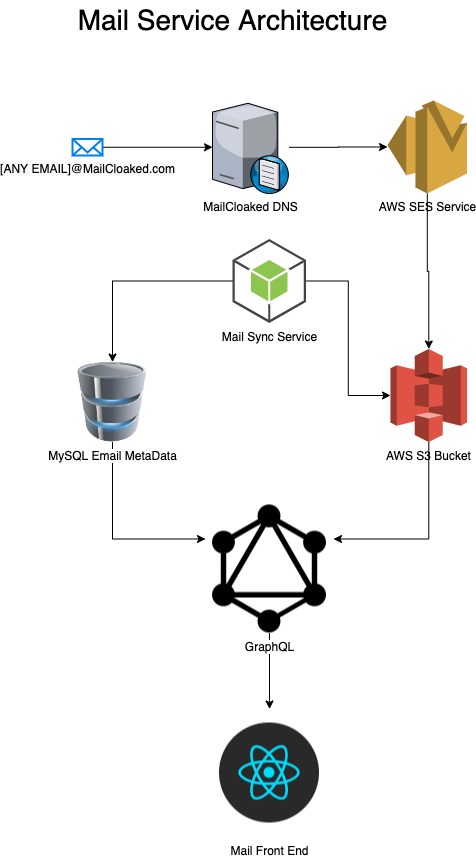 Mail Service Architecture
[ANY EMAIL]@MailCloaked.com
MailCloaked DNS
AWS SES Service
Mail Sync Service
MySQL Email MetaData
AWS S3 Bucket
GraphQL
Mail Front End